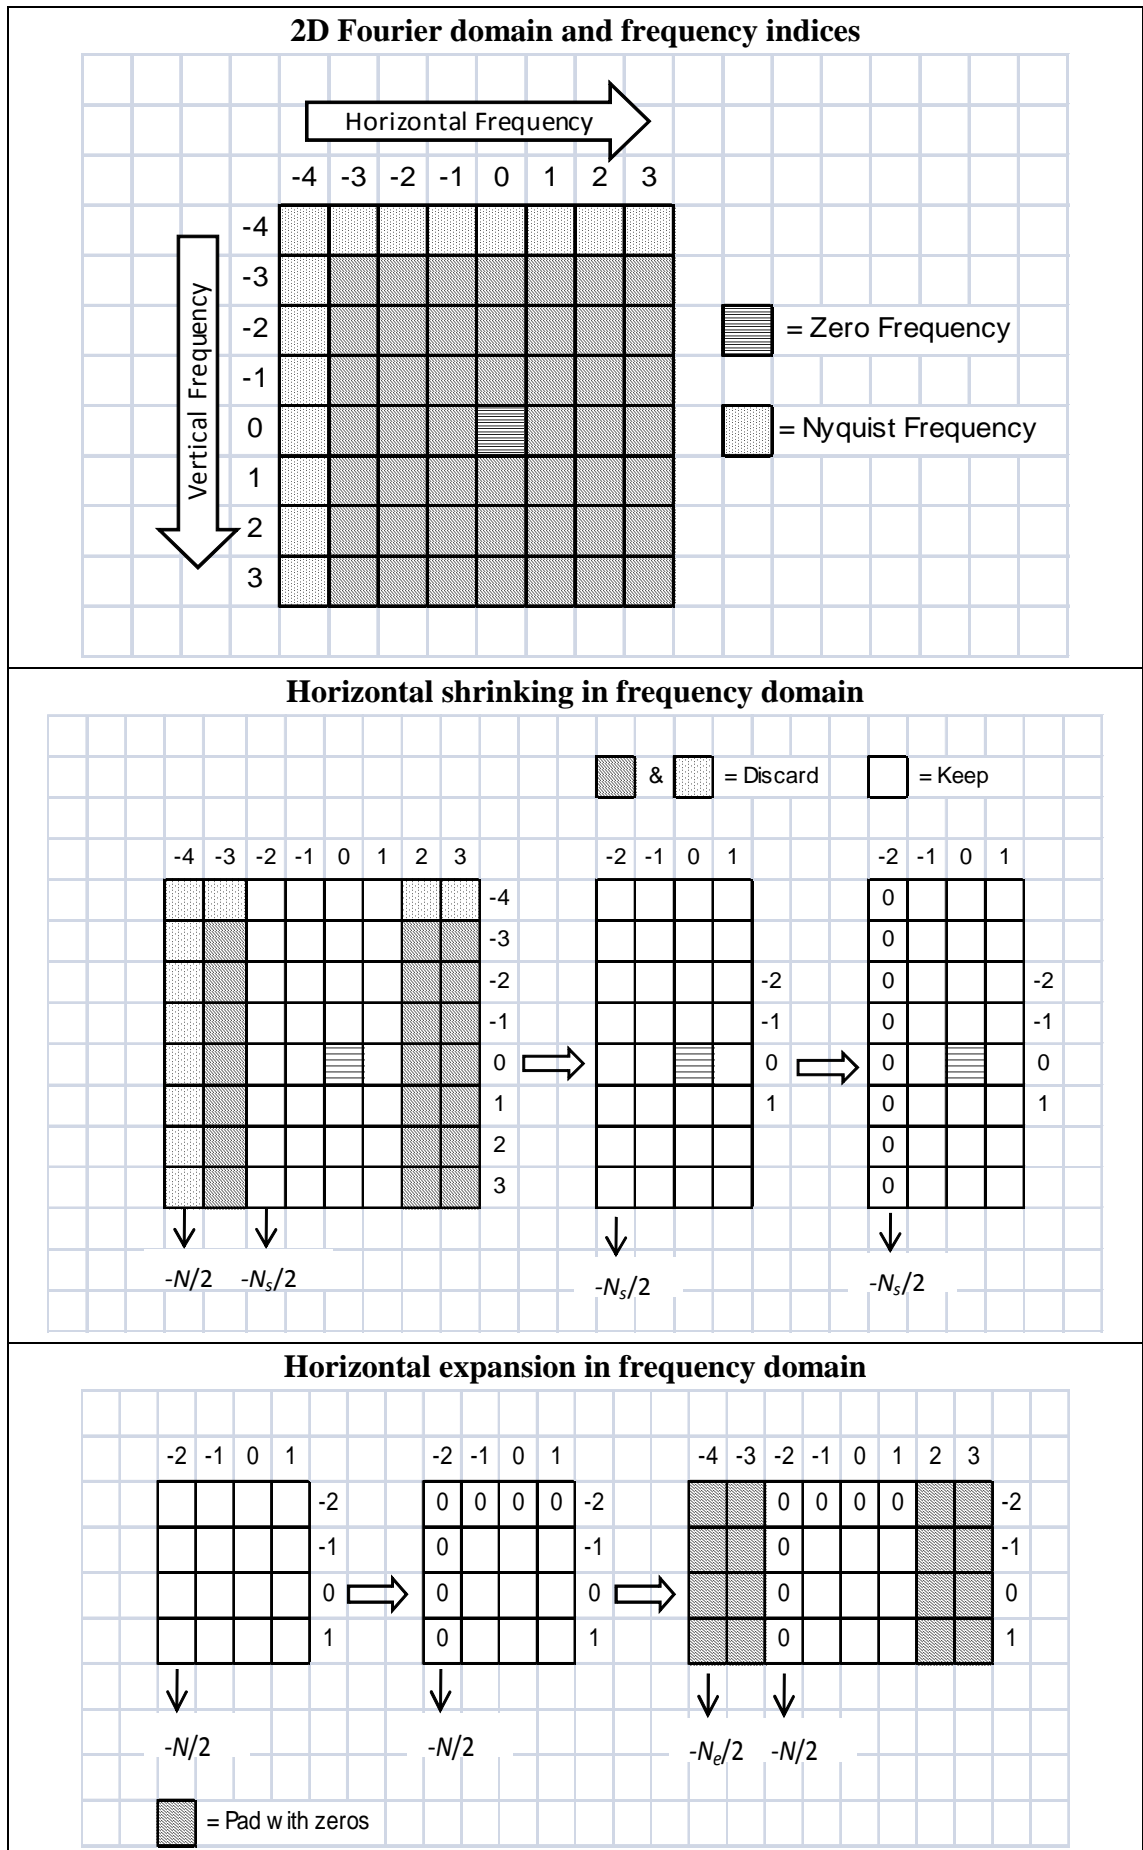 2D Fourier domain and frequency indices
Horizontal Frequency
-4 -3 -2 -1 0 1 2 3
Vertical Frequency
-4
-3
-2
-1
0
1
2
3
= Zero Frequency
= Nyquist Frequency
Horizontal shrinking in frequency domain
& = Discard = Keep
-4 -3 -2 -1 0 1 2 3
-4
-3
-2
-1
0
1
2
3
-N/2 -Ns/2
-2 -1 0 1
-2
-1
0
1
-Ns/2
-2 -1 0 1
0
0
0 -2
0 -1
0 0
0 1
0
0
-Ns/2
Horizontal expansion in frequency domain
-2 -1 0 1
-2
-1
0
1
-N/2
-2 -1 0 1
0 0 0 0 -2
0 -1
0 0
0 1
-N/2
-4 -3 -2 -1 0 1 2 3
0 0 0 0 -2
0 -1
0 0
0 1
-Ne/2 -N/2
= Pad with zeros